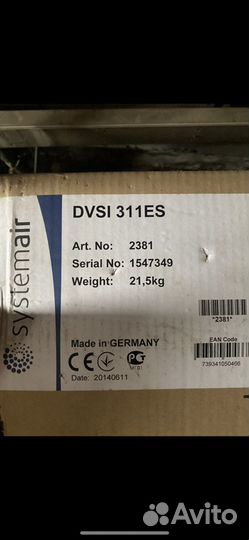 systemair
DVSI 311ES
Art. No: 2381
Serial No: 1547349
Weight: 21,5kg
*2381*
Made in GERMANY
EAN Code
CE
Date: 20140611
Avito